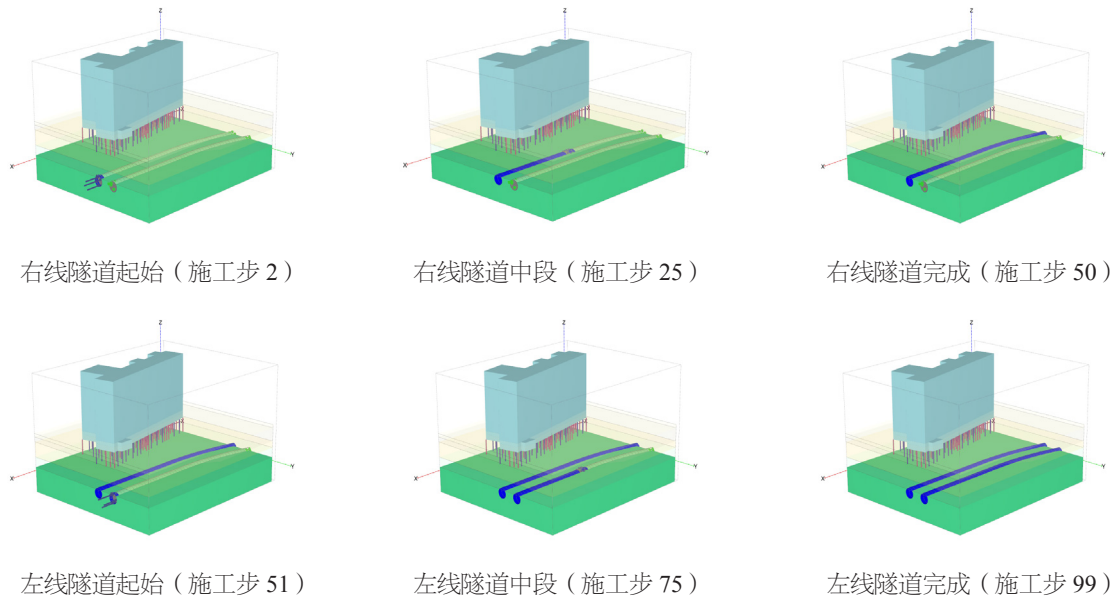 Z
Z
Z
X
Y
X
Y
X
Y
右线隧道起始（施工步 2）
右线隧道中段（施工步 25）
右线隧道完成（施工步 50）
Z
Z
Z
X
Y
X
Y
X
Y
左线隧道起始（施工步 51）
左线隧道中段（施工步 75）
左线隧道完成（施工步 99）